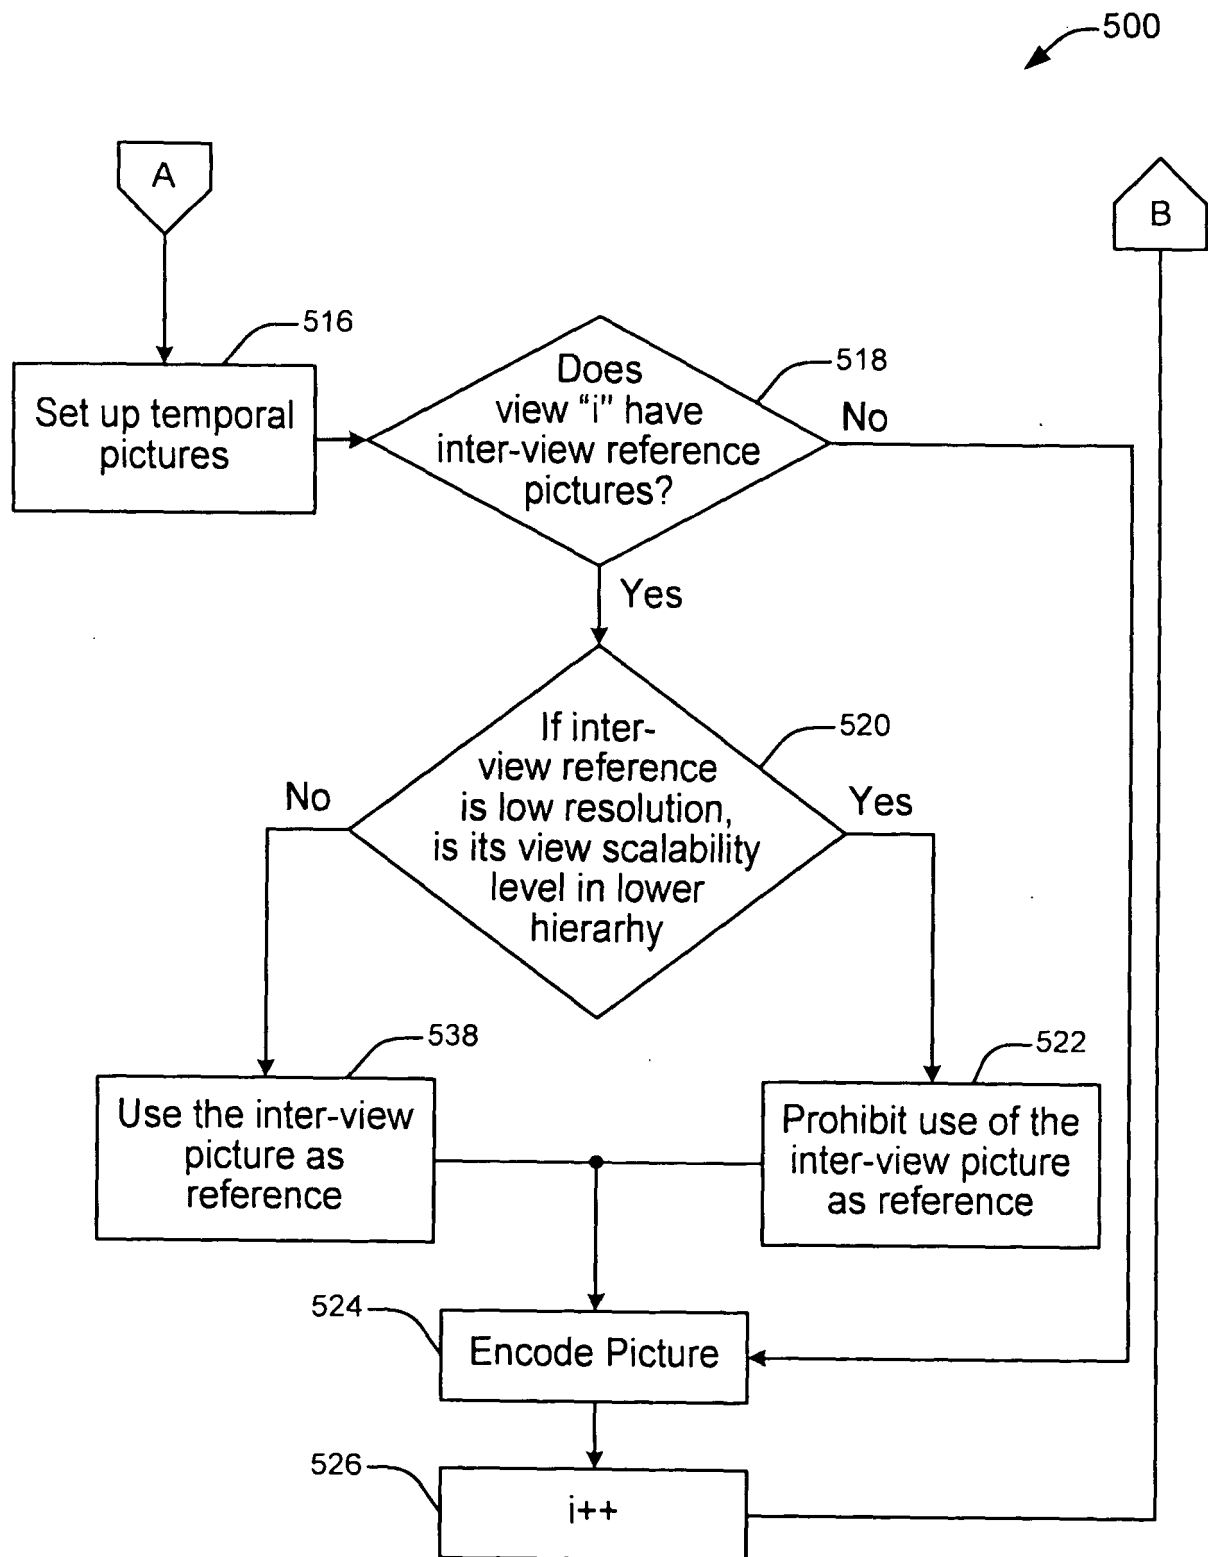 500
A
B
516
Set up temporal
pictures
518
Does
view “i” have
inter-view reference
pictures?
No
Yes
520
If inter-
view reference
is low resolution,
is its view scalability
level in lower
hierarhy
No
Yes
538
Use the inter-view
picture as
reference
522
Prohibit use of the
inter-view picture
as reference
524
Encode Picture
526
i++